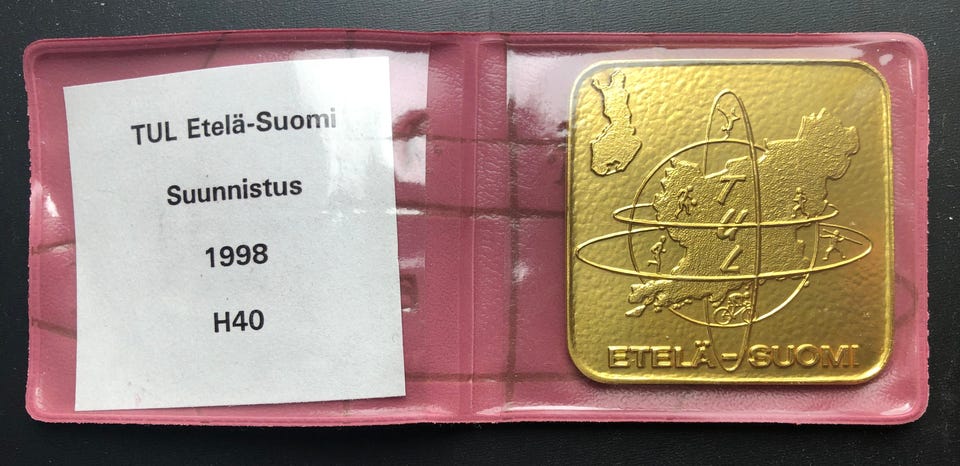 TUL Etelä-Suomi
Suunnistus
1998
H40
TUL
ETELÄ-SUOMI